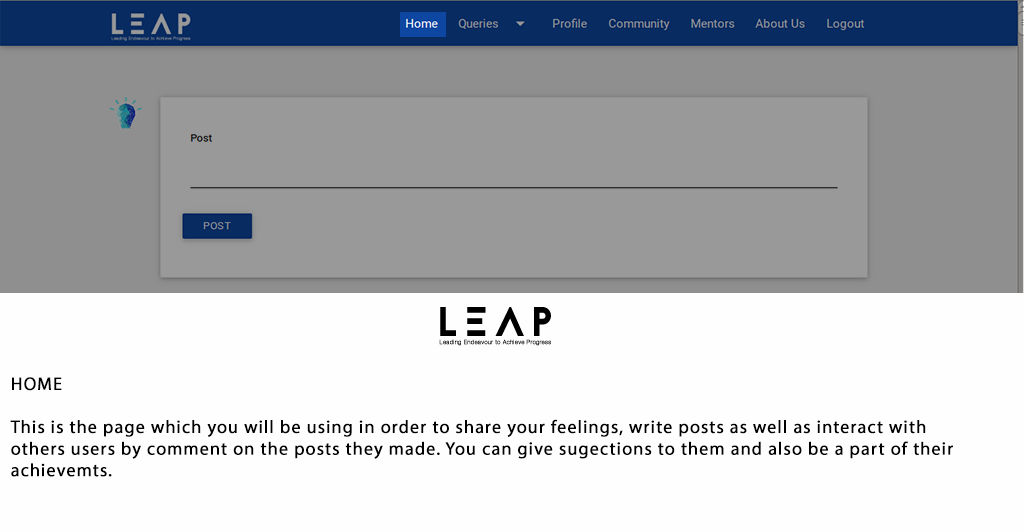 LEAP
Leading Endeavour to Achieve Progress
Home Queries Profile Community Mentors About Us Logout
Post
POST
LEAP
Leading Endeavour to Achieve Progress
HOME
This is the page which you will be using in order to share your feelings, write posts as well as interact with
others users by comment on the posts they made. You can give sugections to them and also be a part of their
achievemts.